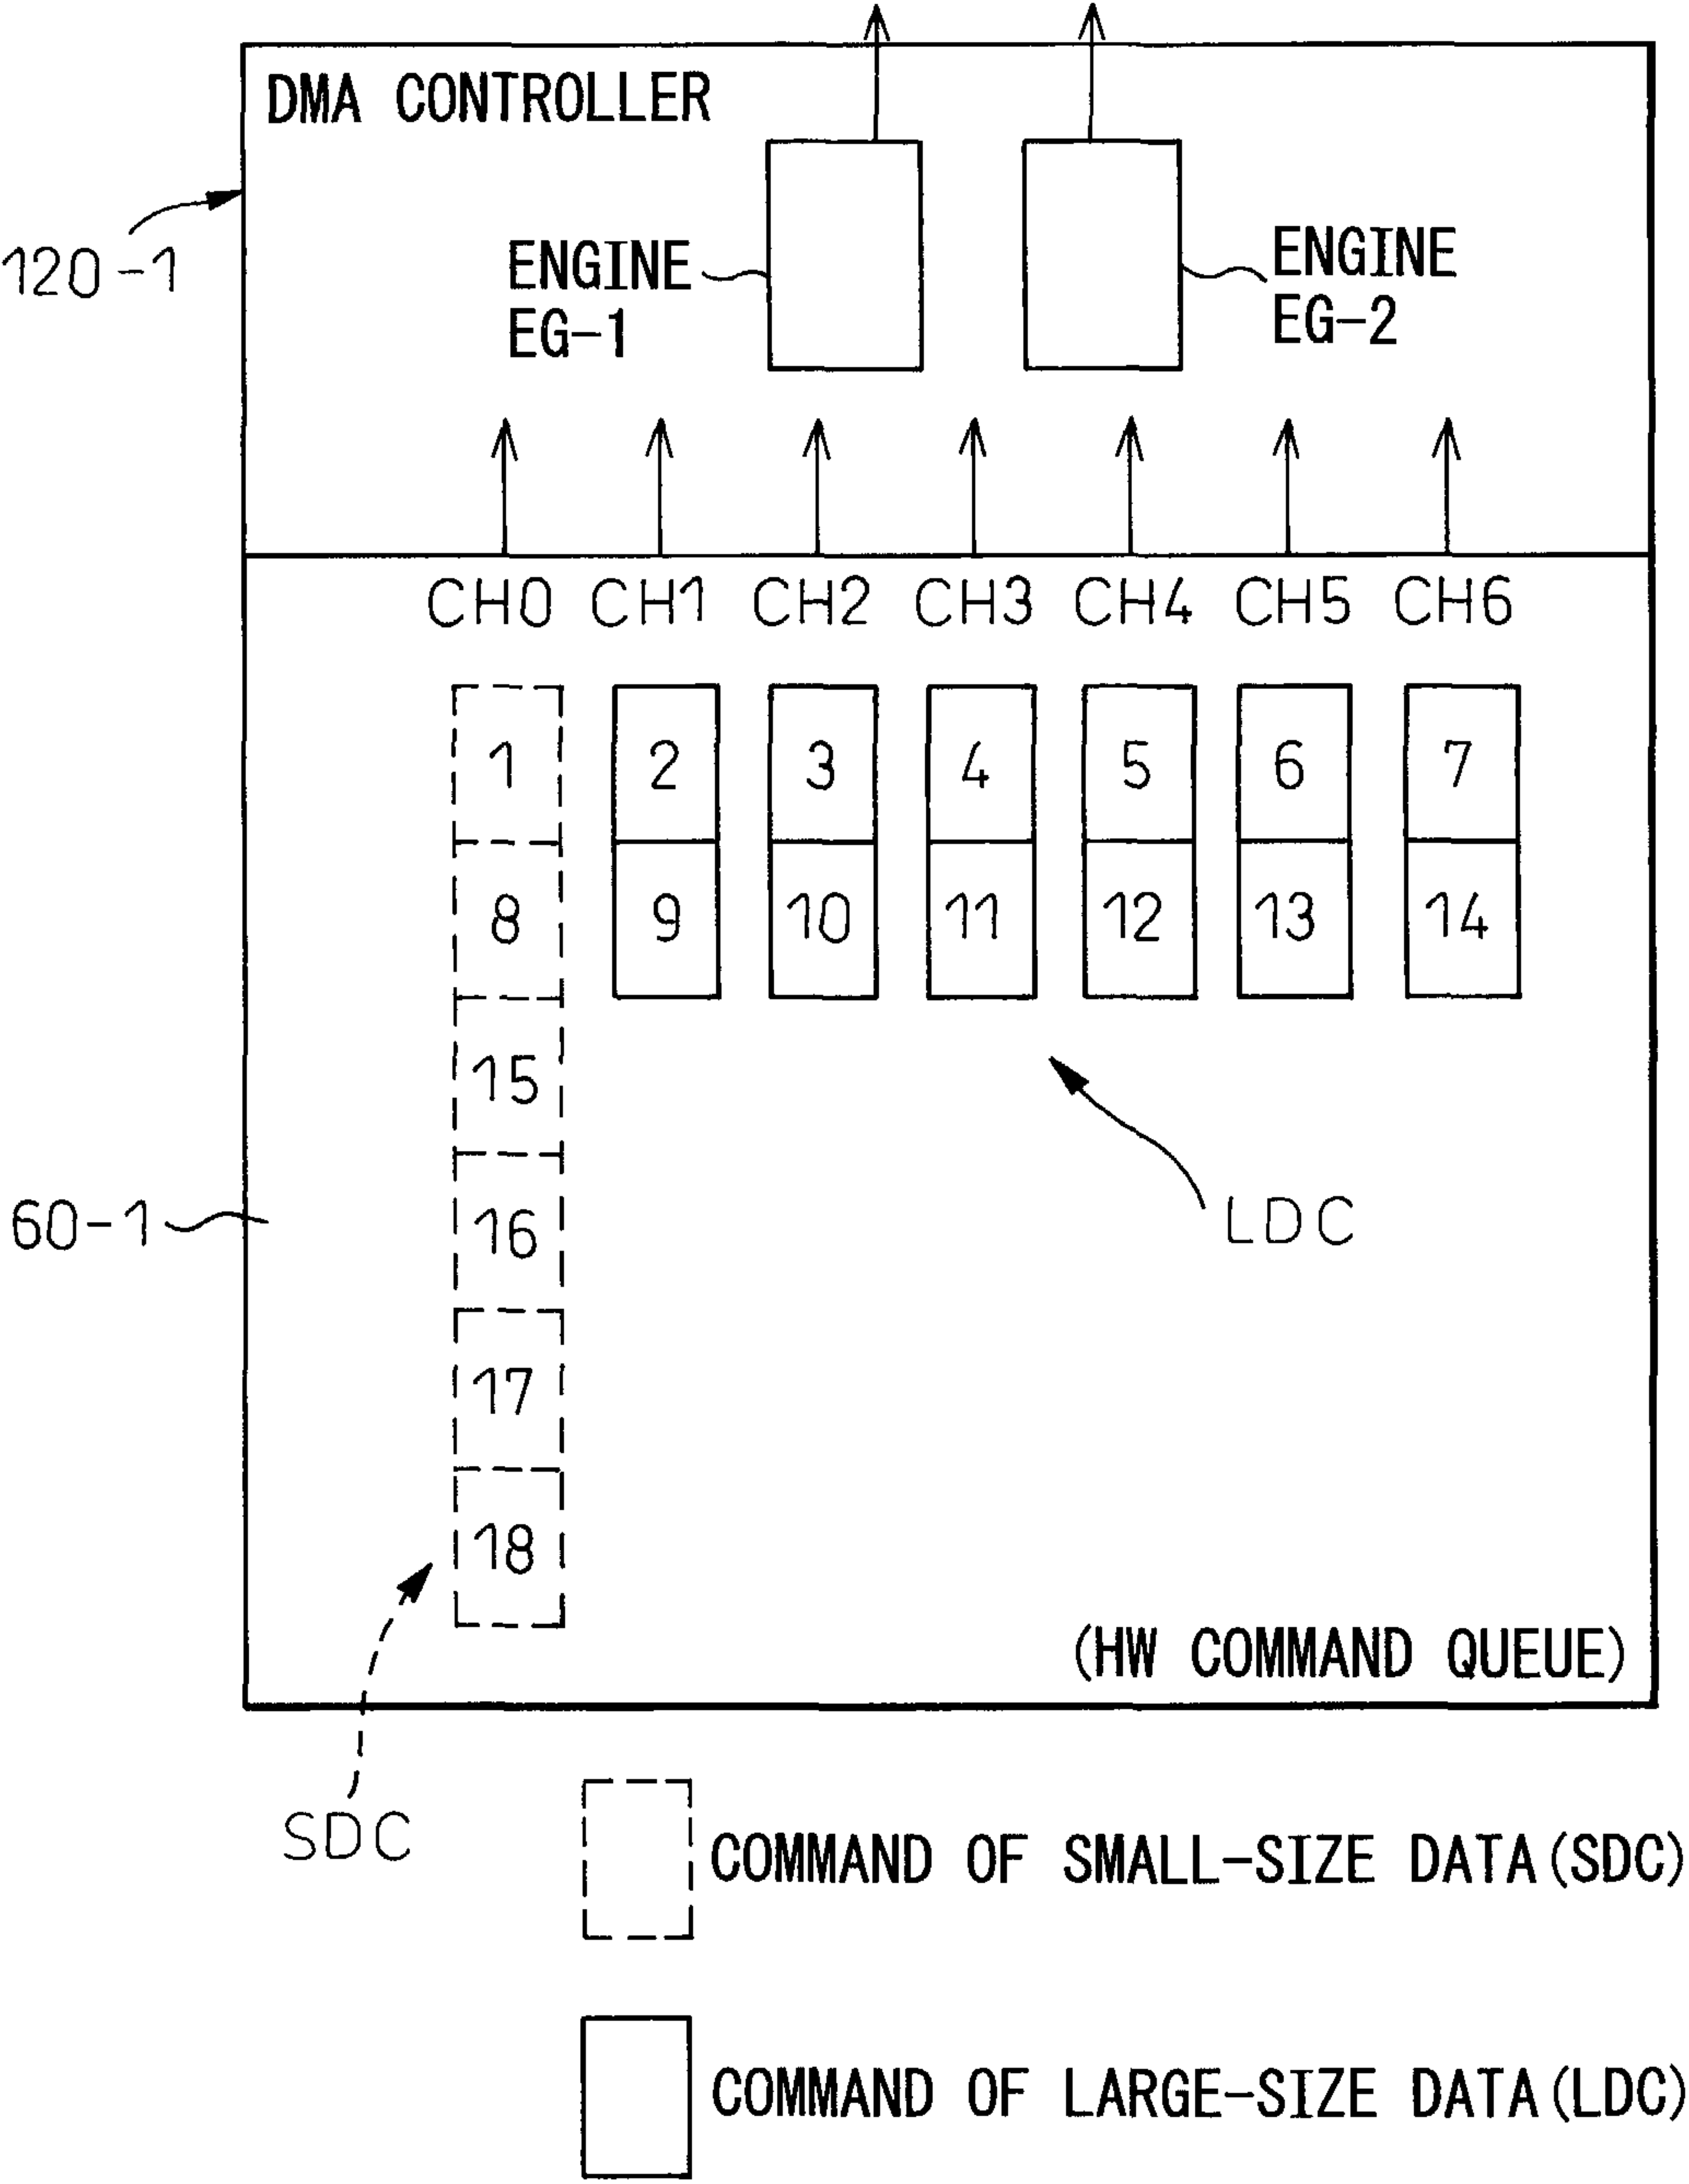 DMA CONTROLLER
120-1
ENGINE
EG-1
ENGINE
EG-2
CH0 CH1 CH2 CH3 CH4 CH5 CH6
1 2 3 4 5 6 7
8 9 10 11 12 13 14
15
16
17
18
60-1
LDC
(HW COMMAND QUEUE)
SDC
COMMAND OF SMALL-SIZE DATA(SDC)
COMMAND OF LARGE-SIZE DATA(LDC)